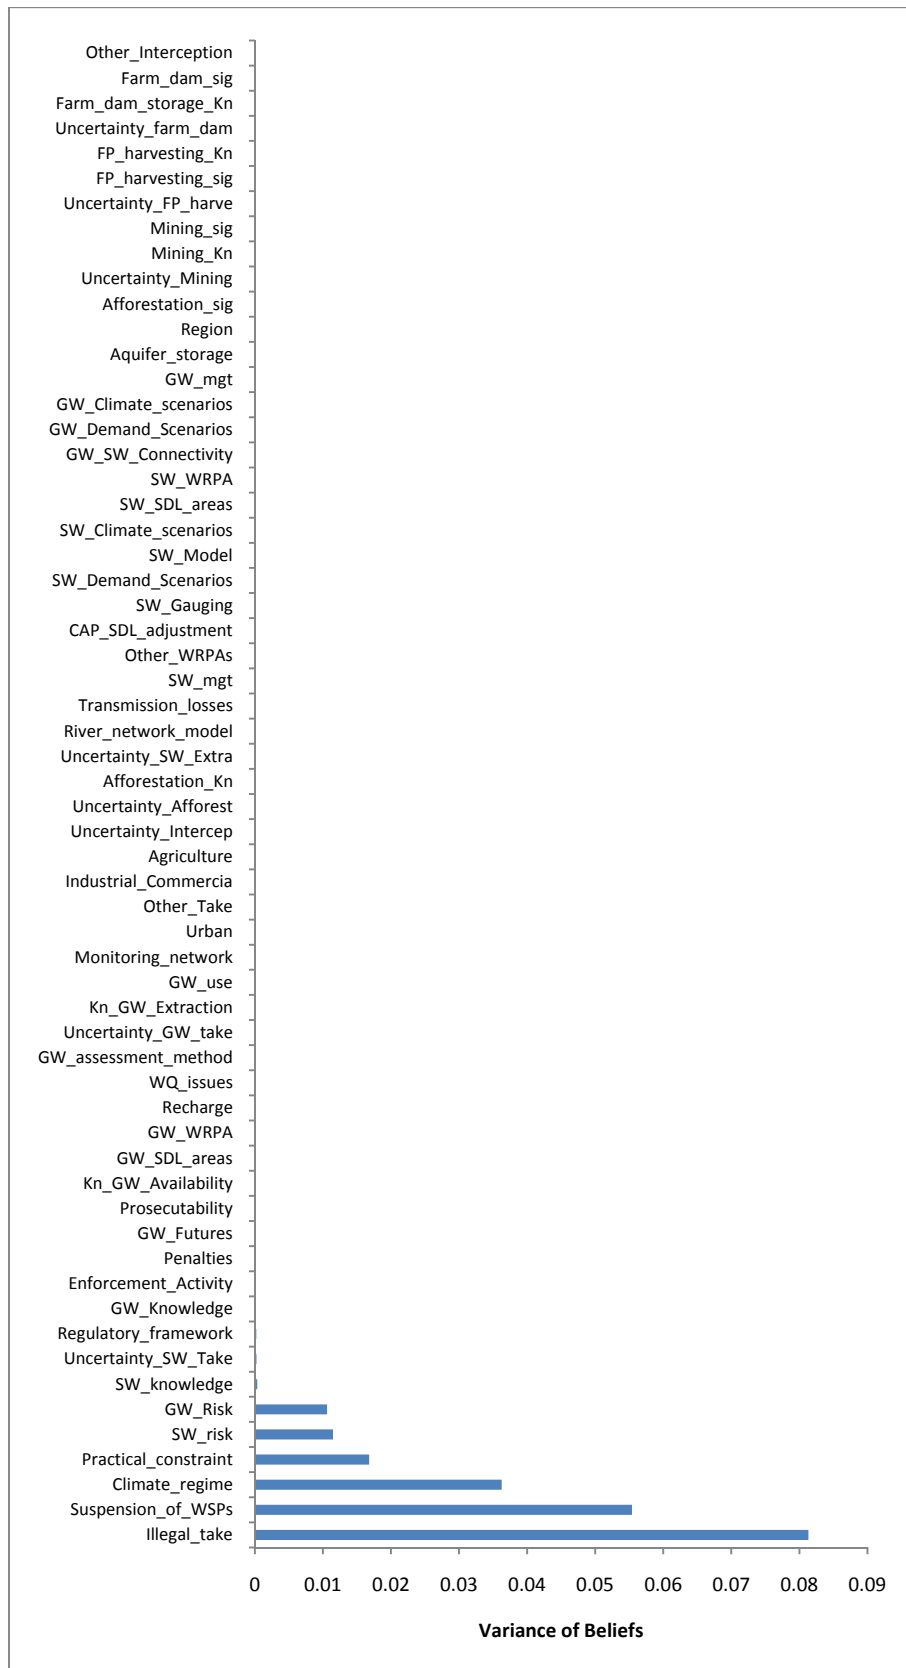 Other_Interception
Farm_dam_sig
Farm_dam_storage_Kn
Uncertainty_farm_dam
FP_harvesting_Kn
FP_harvesting_sig
Uncertainty_FP_harve
Mining_sig
Mining_Kn
Uncertainty_Mining
Afforestation_sig
Region
Aquifer_storage
GW_mgt
GW_Climate_scenarios
GW_Demand_Scenarios
GW_SW_Connectivity
SW_WRPA
SW_SDL_areas
SW_Climate_scenarios
SW_Model
SW_Demand_Scenarios
SW_Gauging
CAP_SDL_adjustment
Other_WRPAs
SW_mgt
Transmission_losses
River_network_model
Uncertainty_SW_Extra
Afforestation_Kn
Uncertainty_Afforest
Uncertainty_Intercep
Agriculture
Industrial_Commercia
Other_Take
Urban
Monitoring_network
GW_use
Kn_GW_Extraction
Uncertainty_GW_take
GW_assessment_method
WQ_issues
Recharge
GW_WRPA
GW_SDL_areas
Kn_GW_Availability
Prosecutability
GW_Futures
Penalties
Enforcement_Activity
GW_Knowledge
Regulatory_framework
Uncertainty_SW_Take
SW_knowledge
GW_Risk
SW_risk
Practical_constraint
Climate_regime
Suspension_of_WSPs
Illegal_take
0 0.01 0.02 0.03 0.04 0.05 0.06 0.07 0.08 0.09
Variance of Beliefs